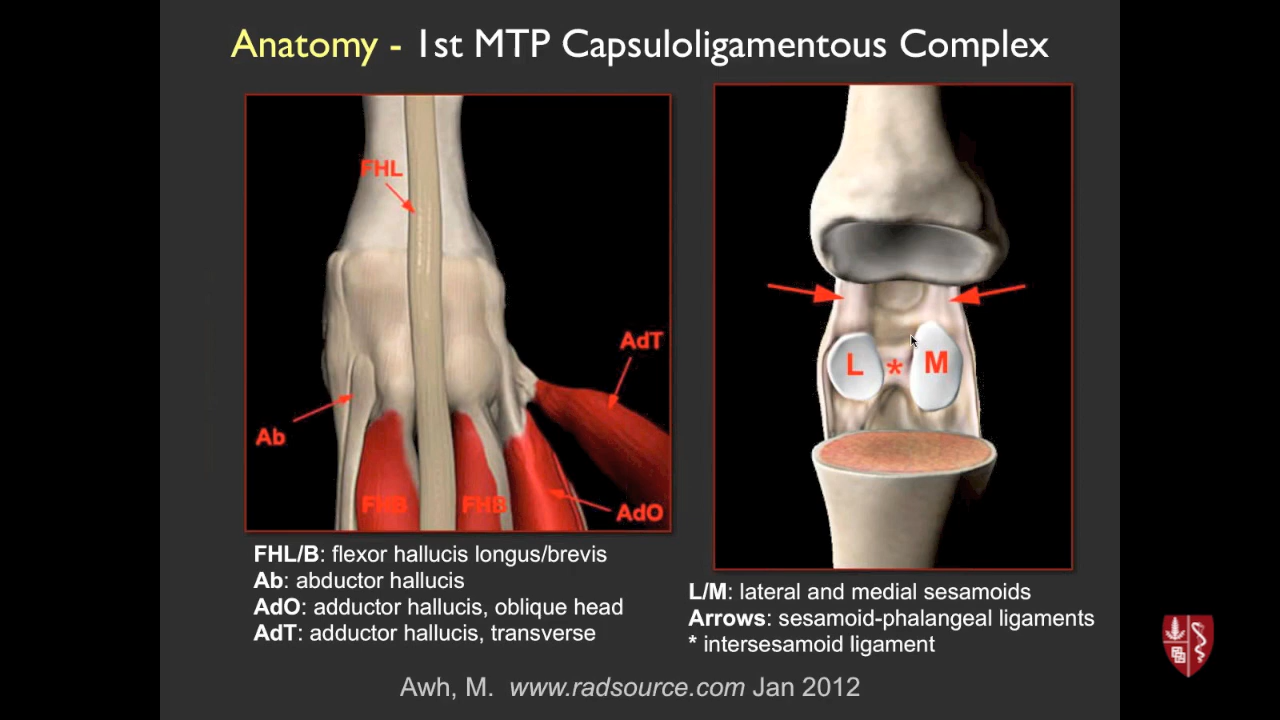 Anatomy - 1st MTP Capsuloligamentous Complex
FHL
AdT
Ab
FHB
FHB
AdO
FHL/B: flexor hallucis longus/brevis
Ab: abductor hallucis
AdO: adductor hallucis, oblique head
AdT: adductor hallucis, transverse
L * M
L/M: lateral and medial sesamoids
Arrows: sesamoid-phalangeal ligaments
* intersesamoid ligament
Awh, M. www.radsource.com Jan 2012